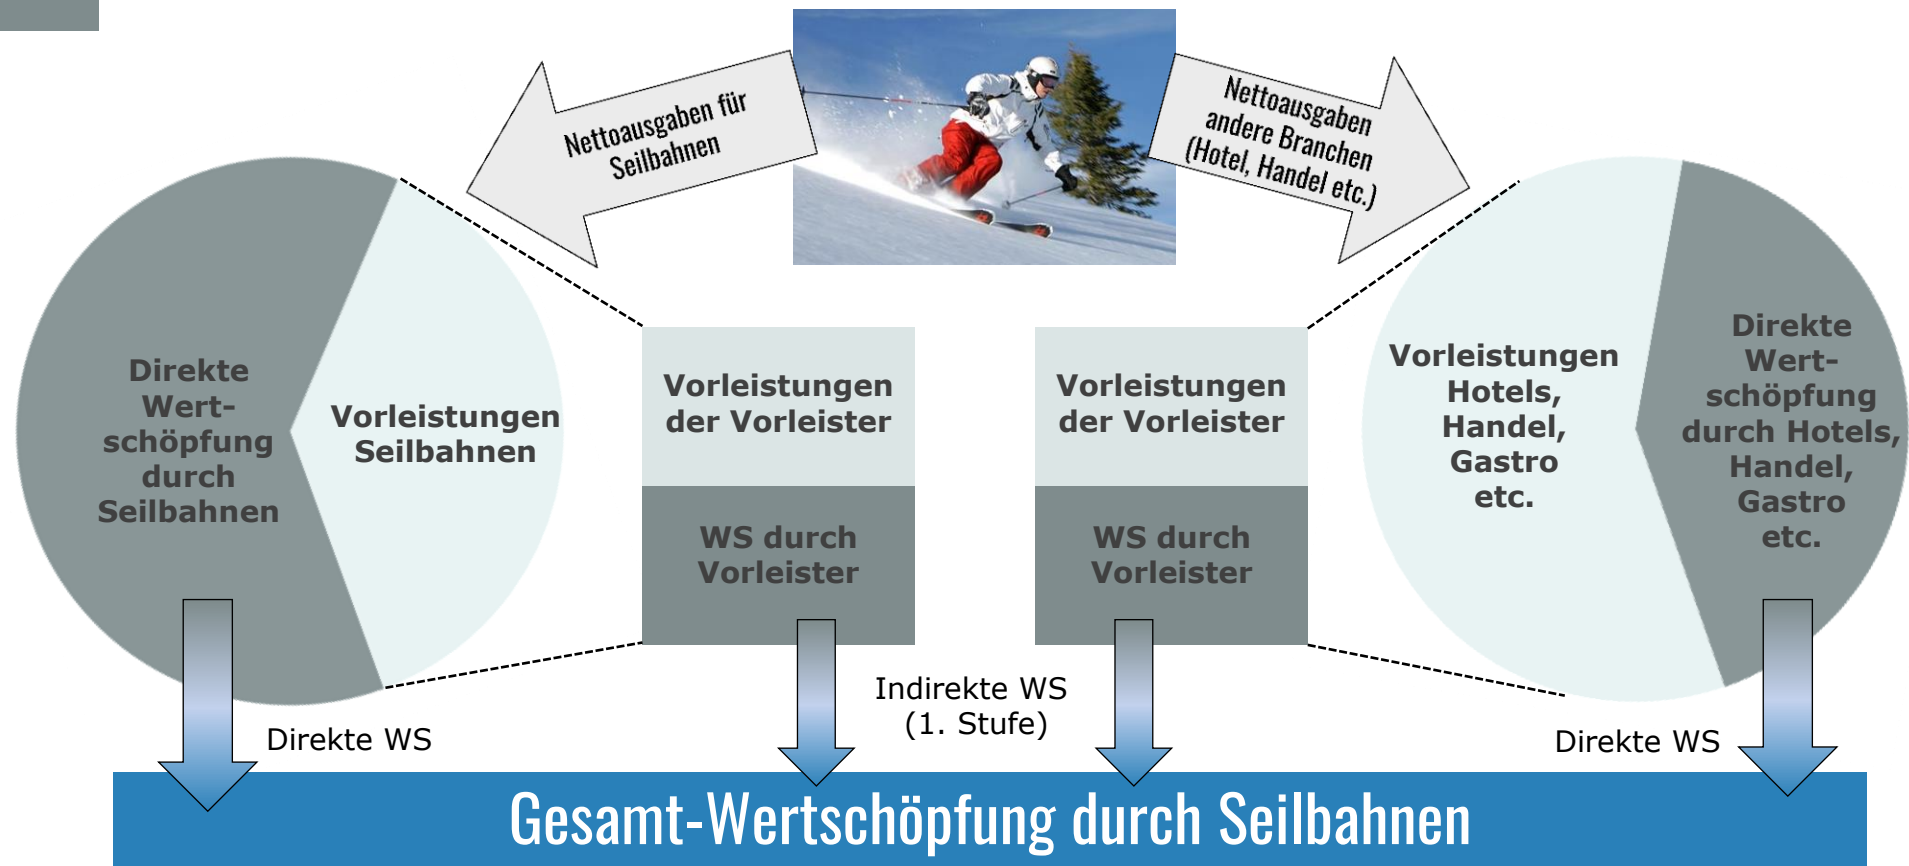 Nettoausgaben für
Seilbahnen
Nettoausgaben
andere Branchen
(Hotel, Handel etc.)
Direkte
Wert-
schöpfung
durch
Seilbahnen
Vorleistungen
Seilbahnen
Vorleistungen
der Vorleister
WS durch
Vorleister
Vorleistungen
der Vorleister
WS durch
Vorleister
Vorleistungen
Hotels,
Handel,
Gastro
etc.
Direkte
Wert-
schöpfung
durch Hotels,
Handel,
Gastro
etc.
Direkte WS
Indirekte WS
(1. Stufe)
Direkte WS
Gesamt-Wertschöpfung durch Seilbahnen